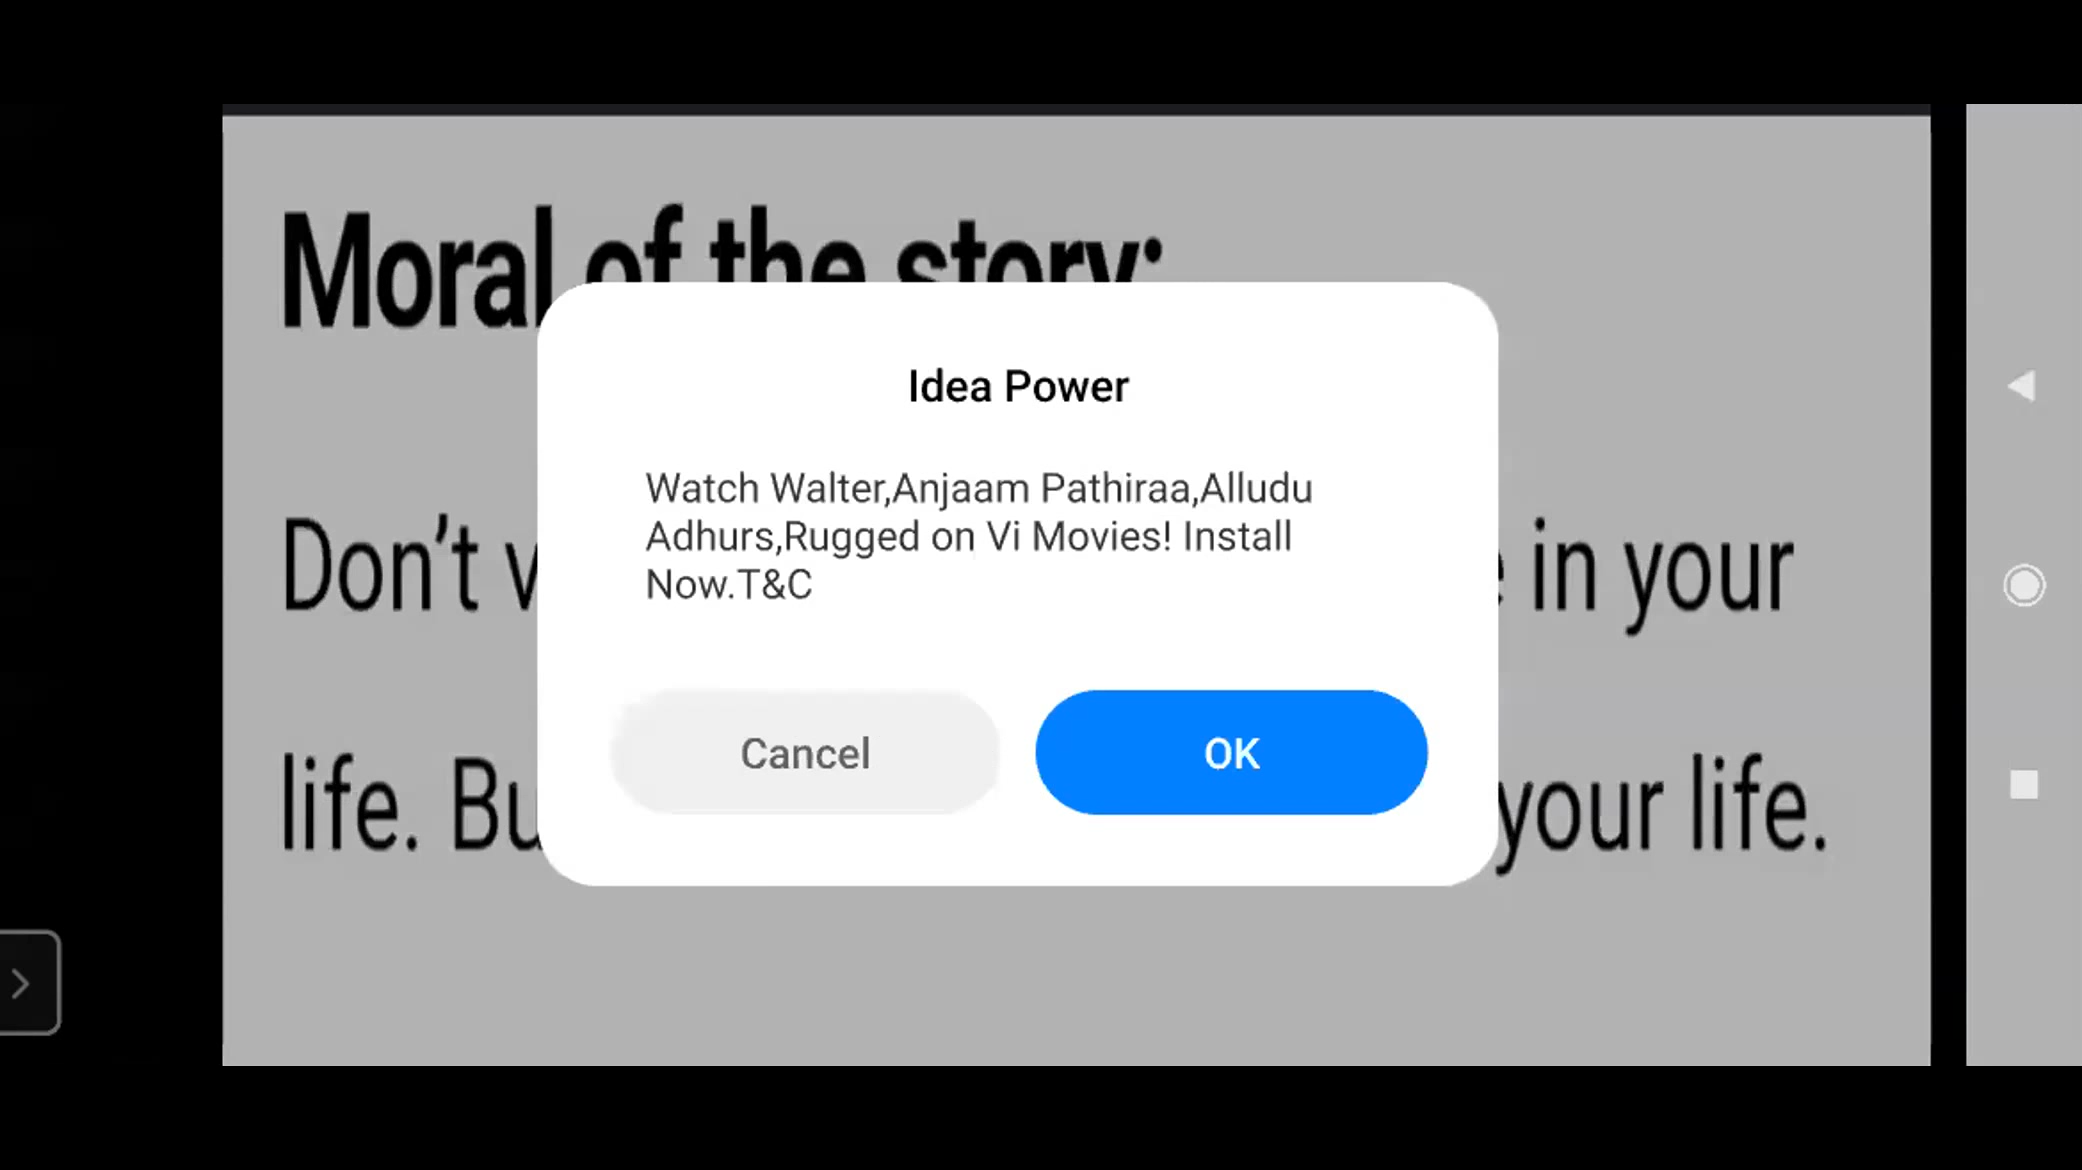 Moral of the story:
Idea Power
Watch Walter,Anjaam Pathiraa,Alludu
Adhurs,Rugged on Vi Movies! Install
Now.T&C
Don't in your
Cancel OK
life. your life.